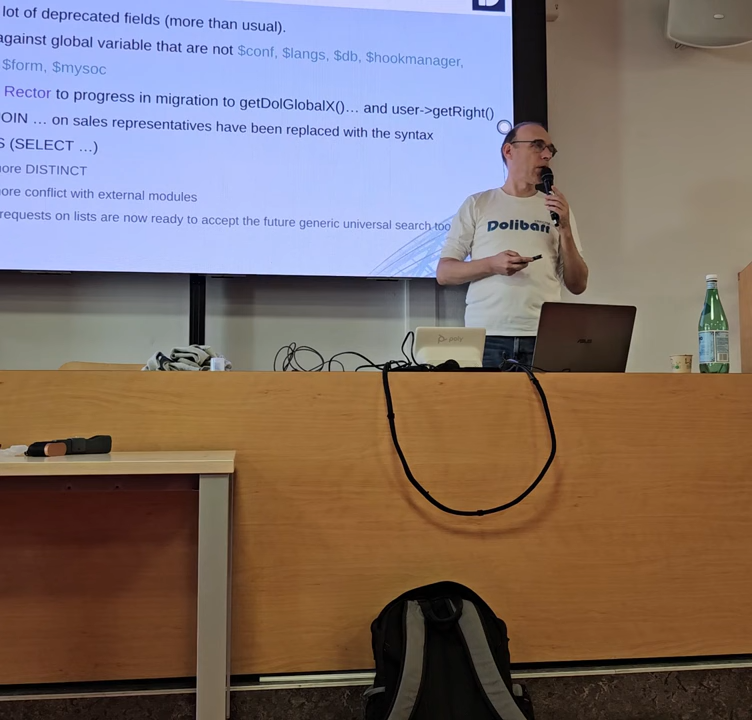 lot of deprecated fields (more than usual).
against global variable that are not $conf, $langs, $db, $hookmanager,
$form, $mysoc
Rector to progress in migration to getDolGlobalX()... and user->getRight()
OIN ... on sales representatives have been replaced with the syntax
S (SELECT ...)
ore DISTINCT
ore conflict with external modules
requests on lists are now ready to accept the future generic universal search too
Dolibarr
poly
ASUS